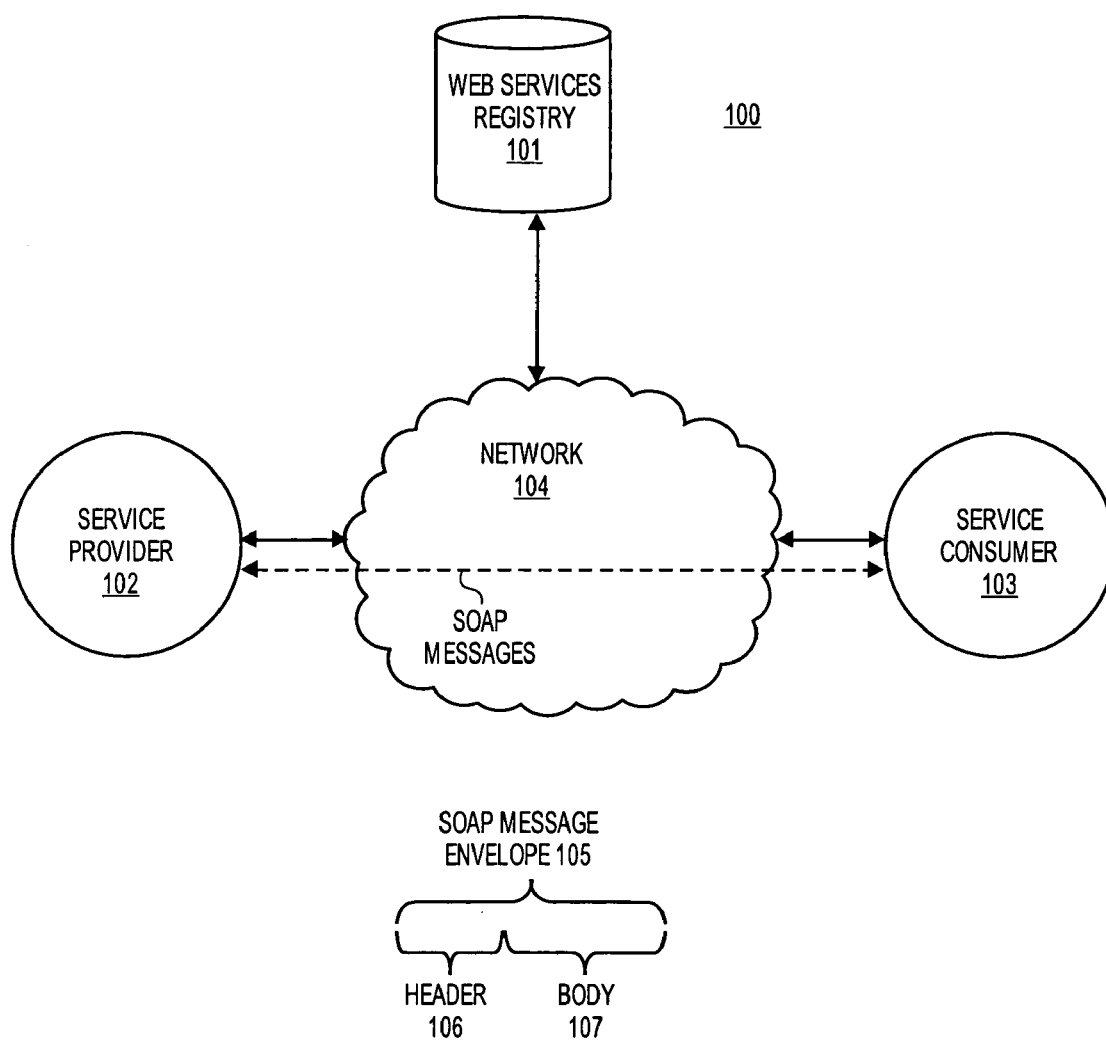 WEB SERVICES
REGISTRY
101
100
NETWORK
104
SERVICE
PROVIDER
102
SERVICE
CONSUMER
103
SOAP
MESSAGES
SOAP MESSAGE
ENVELOPE 105
HEADER
106
BODY
107